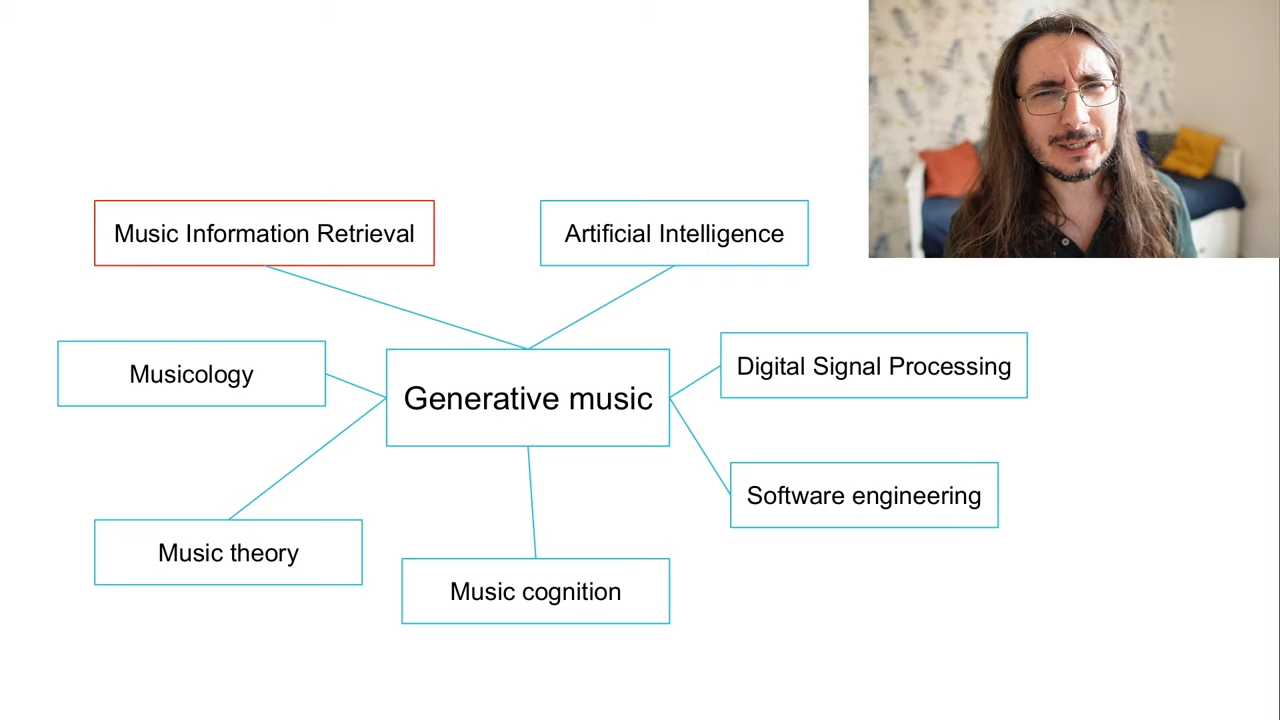 Music Information Retrieval
Artificial Intelligence
Musicology
Generative music
Digital Signal Processing
Software engineering
Music theory
Music cognition